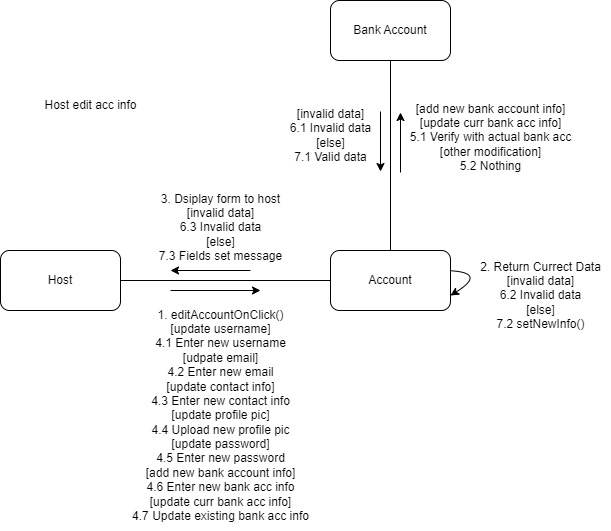 Bank Account
Host edit acc info
[invalid data]
6.1 Invalid data
[else]
7.1 Valid data
[add new bank account info]
[update curr bank acc info]
5.1 Verify with actual bank acc
[other modification]
5.2 Nothing
3. Dsiplay form to host
[invalid data]
6.3 Invalid data
[else]
7.3 Fields set message
Host
Account
2. Return Currect Data
[invalid data]
6.2 Invalid data
[else]
7.2 setNewInfo()
1. editAccountOnClick()
[update username]
4.1 Enter new username
[udpate email]
4.2 Enter new email
[update contact info]
4.3 Enter new contact info
[update profile pic]
4.4 Upload new profile pic
[update password]
4.5 Enter new password
[add new bank account info]
4.6 Enter new bank acc info
[update curr bank acc info]
4.7 Update existing bank acc info